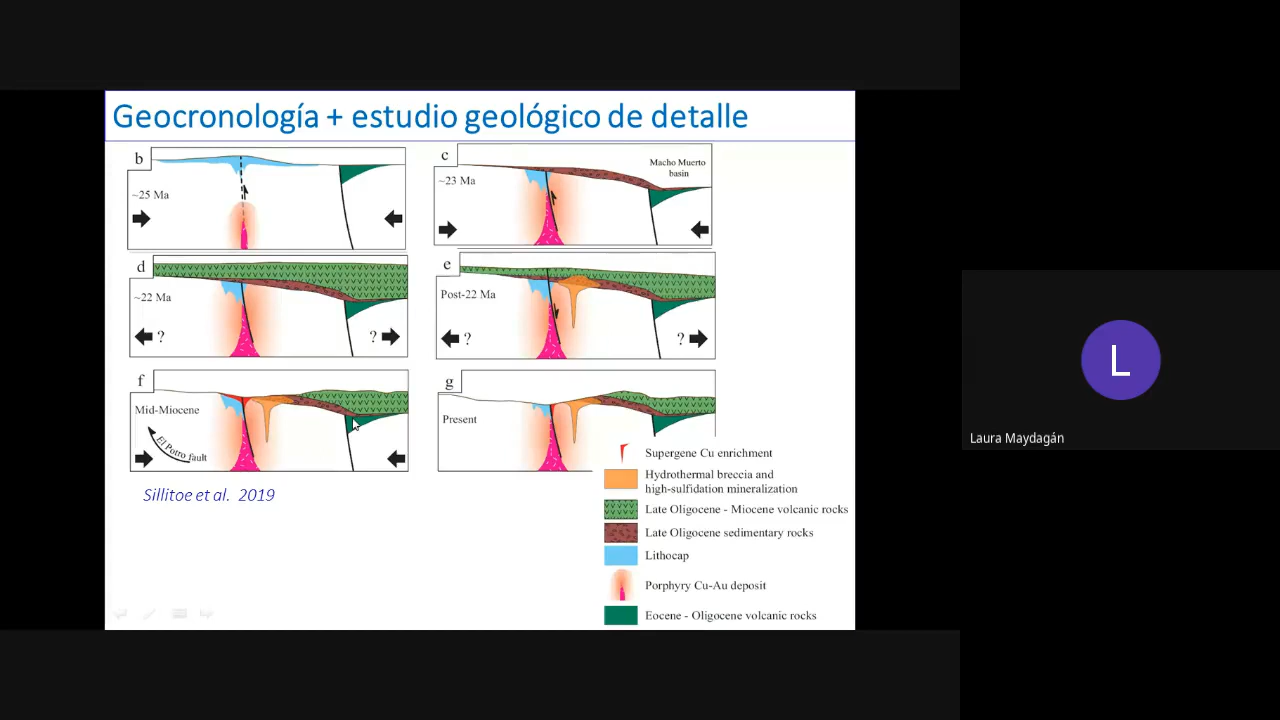 Geocronología + estudio geológico de detalle
b
~25 Ma
c
~23 Ma
Macho Muerto
basin
d
~22 Ma
?
?
e
Post-22 Ma
?
?
f
Mid-Miocene
El Potro fault
g
Present
Sillitoe et al. 2019
Supergene Cu enrichment
Hydrothermal breccia and
high-sulfidation mineralization
Late Oligocene - Miocene volcanic rocks
Late Oligocene sedimentary rocks
Lithocap
Porphyry Cu-Au deposit
Eocene - Oligocene volcanic rocks
L
Laura Maydagán